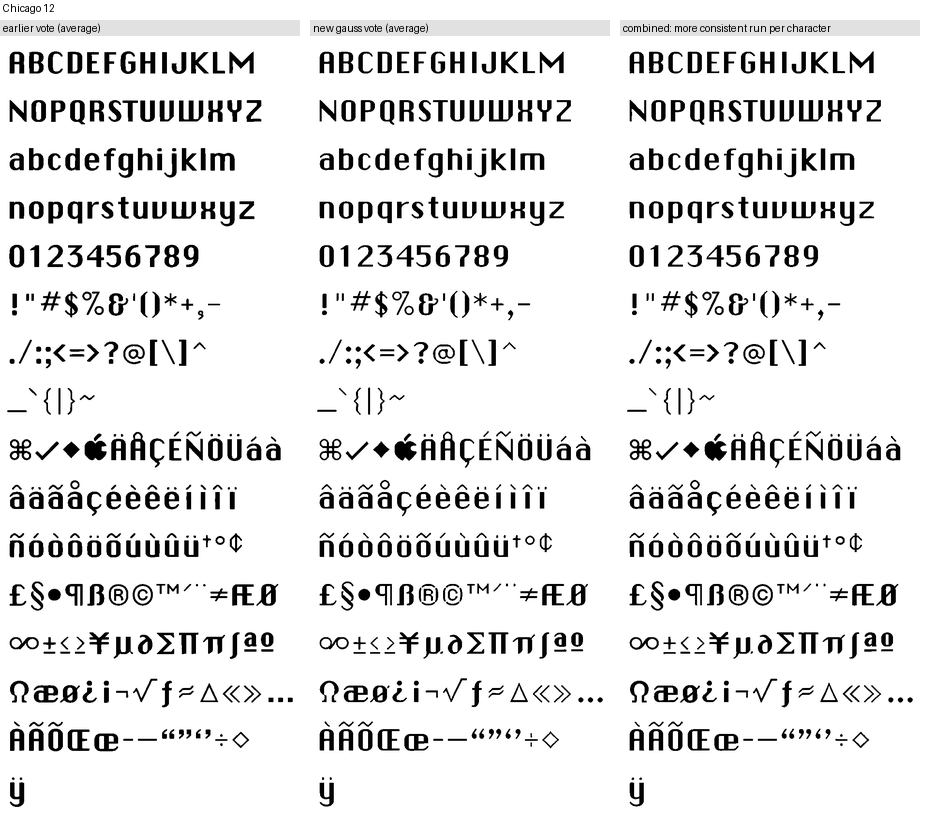 Chicago 12
earlier vote (average)
ABCDEFGHIJKLM
NOPQRSTUVWXYZ
abcdefghijklm
nopqrstuvwxyz
0123456789
!"#$%&'()*+,-
./:;<=>?@[\]^
_`{|}~
⌘✓◆ÄÅÇÉÑÖÜáà
âäãåçéèêëíìîï
ñóòôöõúùûü†°¢
£§•¶ß®©™´¨≠ÆØ
∞±≤≥¥µ∂∑∏π∫ªº
Ωæø¿¡¬√ƒ≈∆«»…
ÀÃÕŒœ–—“”‘’÷◊
ÿ
new gauss vote (average)
ABCDEFGHIJKLM
NOPQRSTUVWXYZ
abcdefghijklm
nopqrstuvwxyz
0123456789
!"#$%&'()*+,-
./:;<=>?@[\]^
_`{|}~
⌘✓◆ÄÅÇÉÑÖÜáà
âäãåçéèêëíìîï
ñóòôöõúùûü†°¢
£§•¶ß®©™´¨≠ÆØ
∞±≤≥¥µ∂∑∏π∫ªº
Ωæø¿¡¬√ƒ≈∆«»…
ÀÃÕŒœ–—“”‘’÷◊
ÿ
combined: more consistent run per character
ABCDEFGHIJKLM
NOPQRSTUVWXYZ
abcdefghijklm
nopqrstuvwxyz
0123456789
!"#$%&'()*+,-
./:;<=>?@[\]^
_`{|}~
⌘✓◆ÄÅÇÉÑÖÜáà
âäãåçéèêëíìîï
ñóòôöõúùûü†°¢
£§•¶ß®©™´¨≠ÆØ
∞±≤≥¥µ∂∑∏π∫ªº
Ωæø¿¡¬√ƒ≈∆«»…
ÀÃÕŒœ–—“”‘’÷◊
ÿ